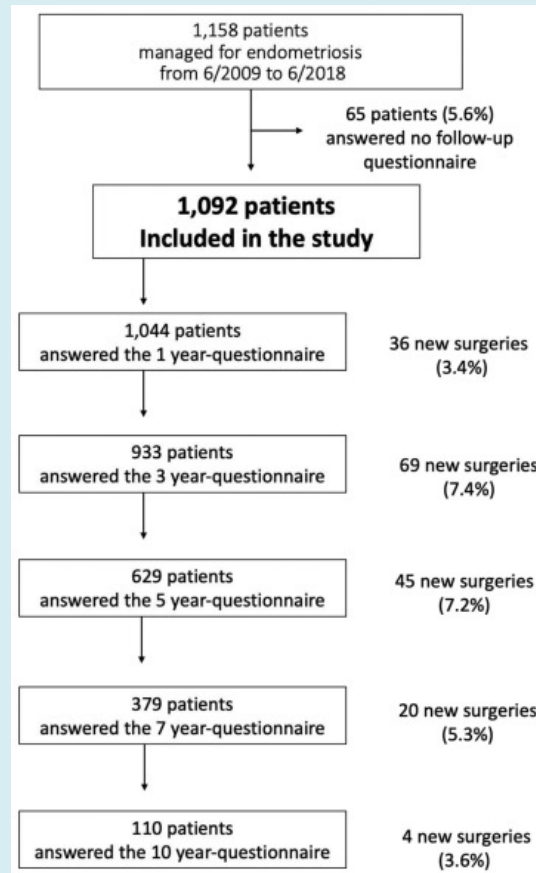 1,158 patients
managed for endometriosis
from 6/2009 to 6/2018
65 patients (5.6%)
answered no follow-up
questionnaire
1,092 patients
Included in the study
1,044 patients
answered the 1 year-questionnaire
36 new surgeries
(3.4%)
933 patients
answered the 3 year-questionnaire
69 new surgeries
(7.4%)
629 patients
answered the 5 year-questionnaire
45 new surgeries
(7.2%)
379 patients
answered the 7 year-questionnaire
20 new surgeries
(5.3%)
110 patients
answered the 10 year-questionnaire
4 new surgeries
(3.6%)